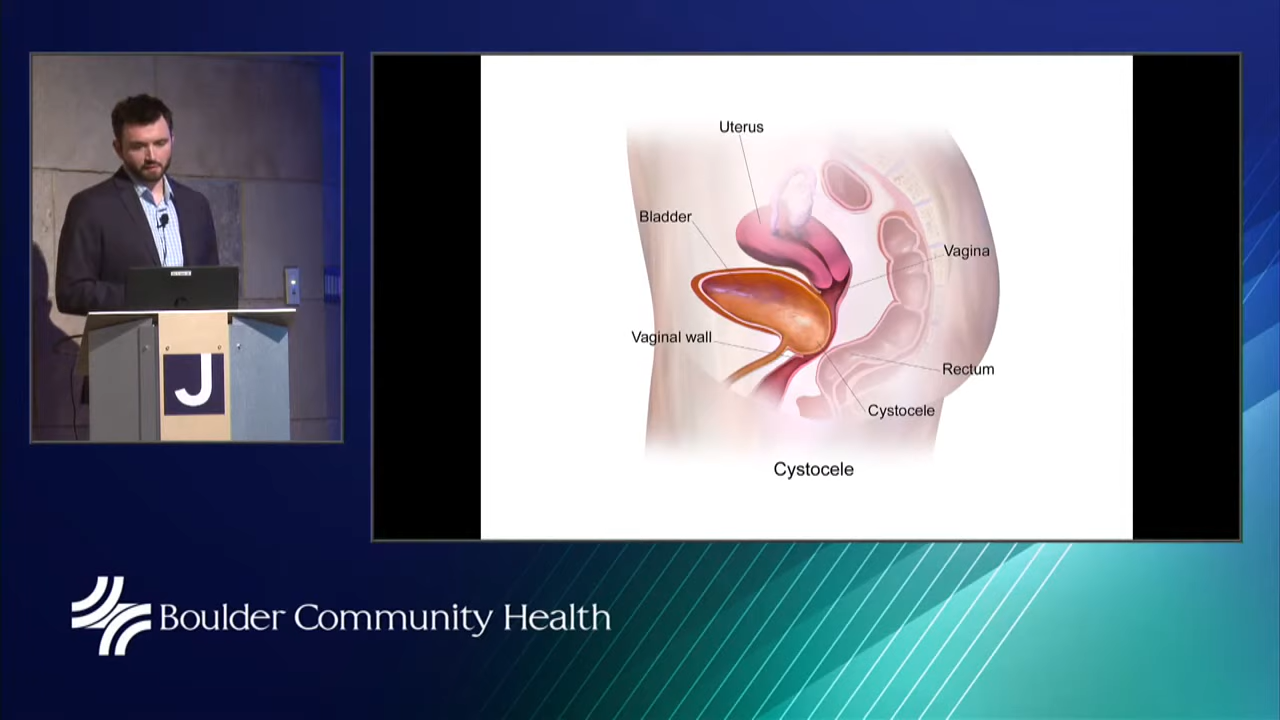 Uterus
Bladder
Vagina
Vaginal wall
Rectum
Cystocele
Cystocele
J
Boulder Community Health